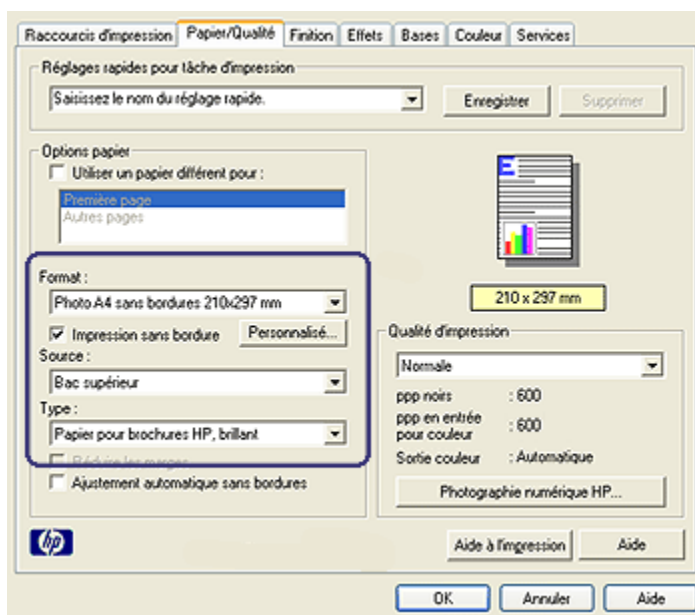 Raccourcis d'impression Papier/Qualité Finition Effets Bases Couleur Services
Réglages rapides pour tâche d'impression
Saisissez le nom du réglage rapide. Enregistrer Supprimer
Options papier
Utiliser un papier différent pour :
Première page
Autres pages
Format :
Photo A4 sans bordures 210x297 mm
Impression sans bordure Personnalisé...
Source :
Bac supérieur
Type :
Papier pour brochures HP, brillant
Réduire les marges
Ajustement automatique sans bordures
E
210 x 297 mm
Qualité d'impression
Normale
ppp noirs : 600
ppp en entrée
pour couleur : 600
Sortie couleur : Automatique
Photographie numérique HP...
hp
Aide à l'impression Aide
OK Annuler Aide